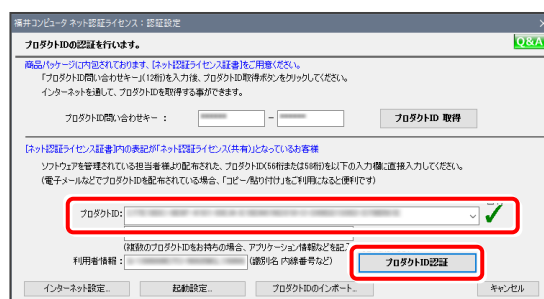 福井コンピュータ ネット認証ライセンス：認証設定
プロダクトIDの認証を行います。
Q&A
商品パッケージに内包されております、[ネット認証ライセンス証書]をご用意ください。
「プロダクトID問い合わせキー」(12桁)を入力後、プロダクトID取得ボタンをクリックしてください。
インターネットを通して、プロダクトIDを取得する事ができます。
プロダクトID問い合わせキー：
－
プロダクトID 取得
[ネット認証ライセンス証書]内の表記が「ネット認証ライセンス(共有)」となっているお客様
ソフトウェアを管理されている担当者様より配布された、プロダクトID(56桁または58桁)を以下の入力欄に直接入力してください。
(電子メールなどでプロダクトIDを配布されている場合、「コピー/貼り付け」をご利用になると便利です)
プロダクトID:
(複数のプロダクトIDをお持ちの場合、アプリケーション情報などを記入
利用者情報：
(識別名 内線番号など)
プロダクトID認証
インターネット設定...
起動設定...
プロダクトIDのインポート...
キャンセル